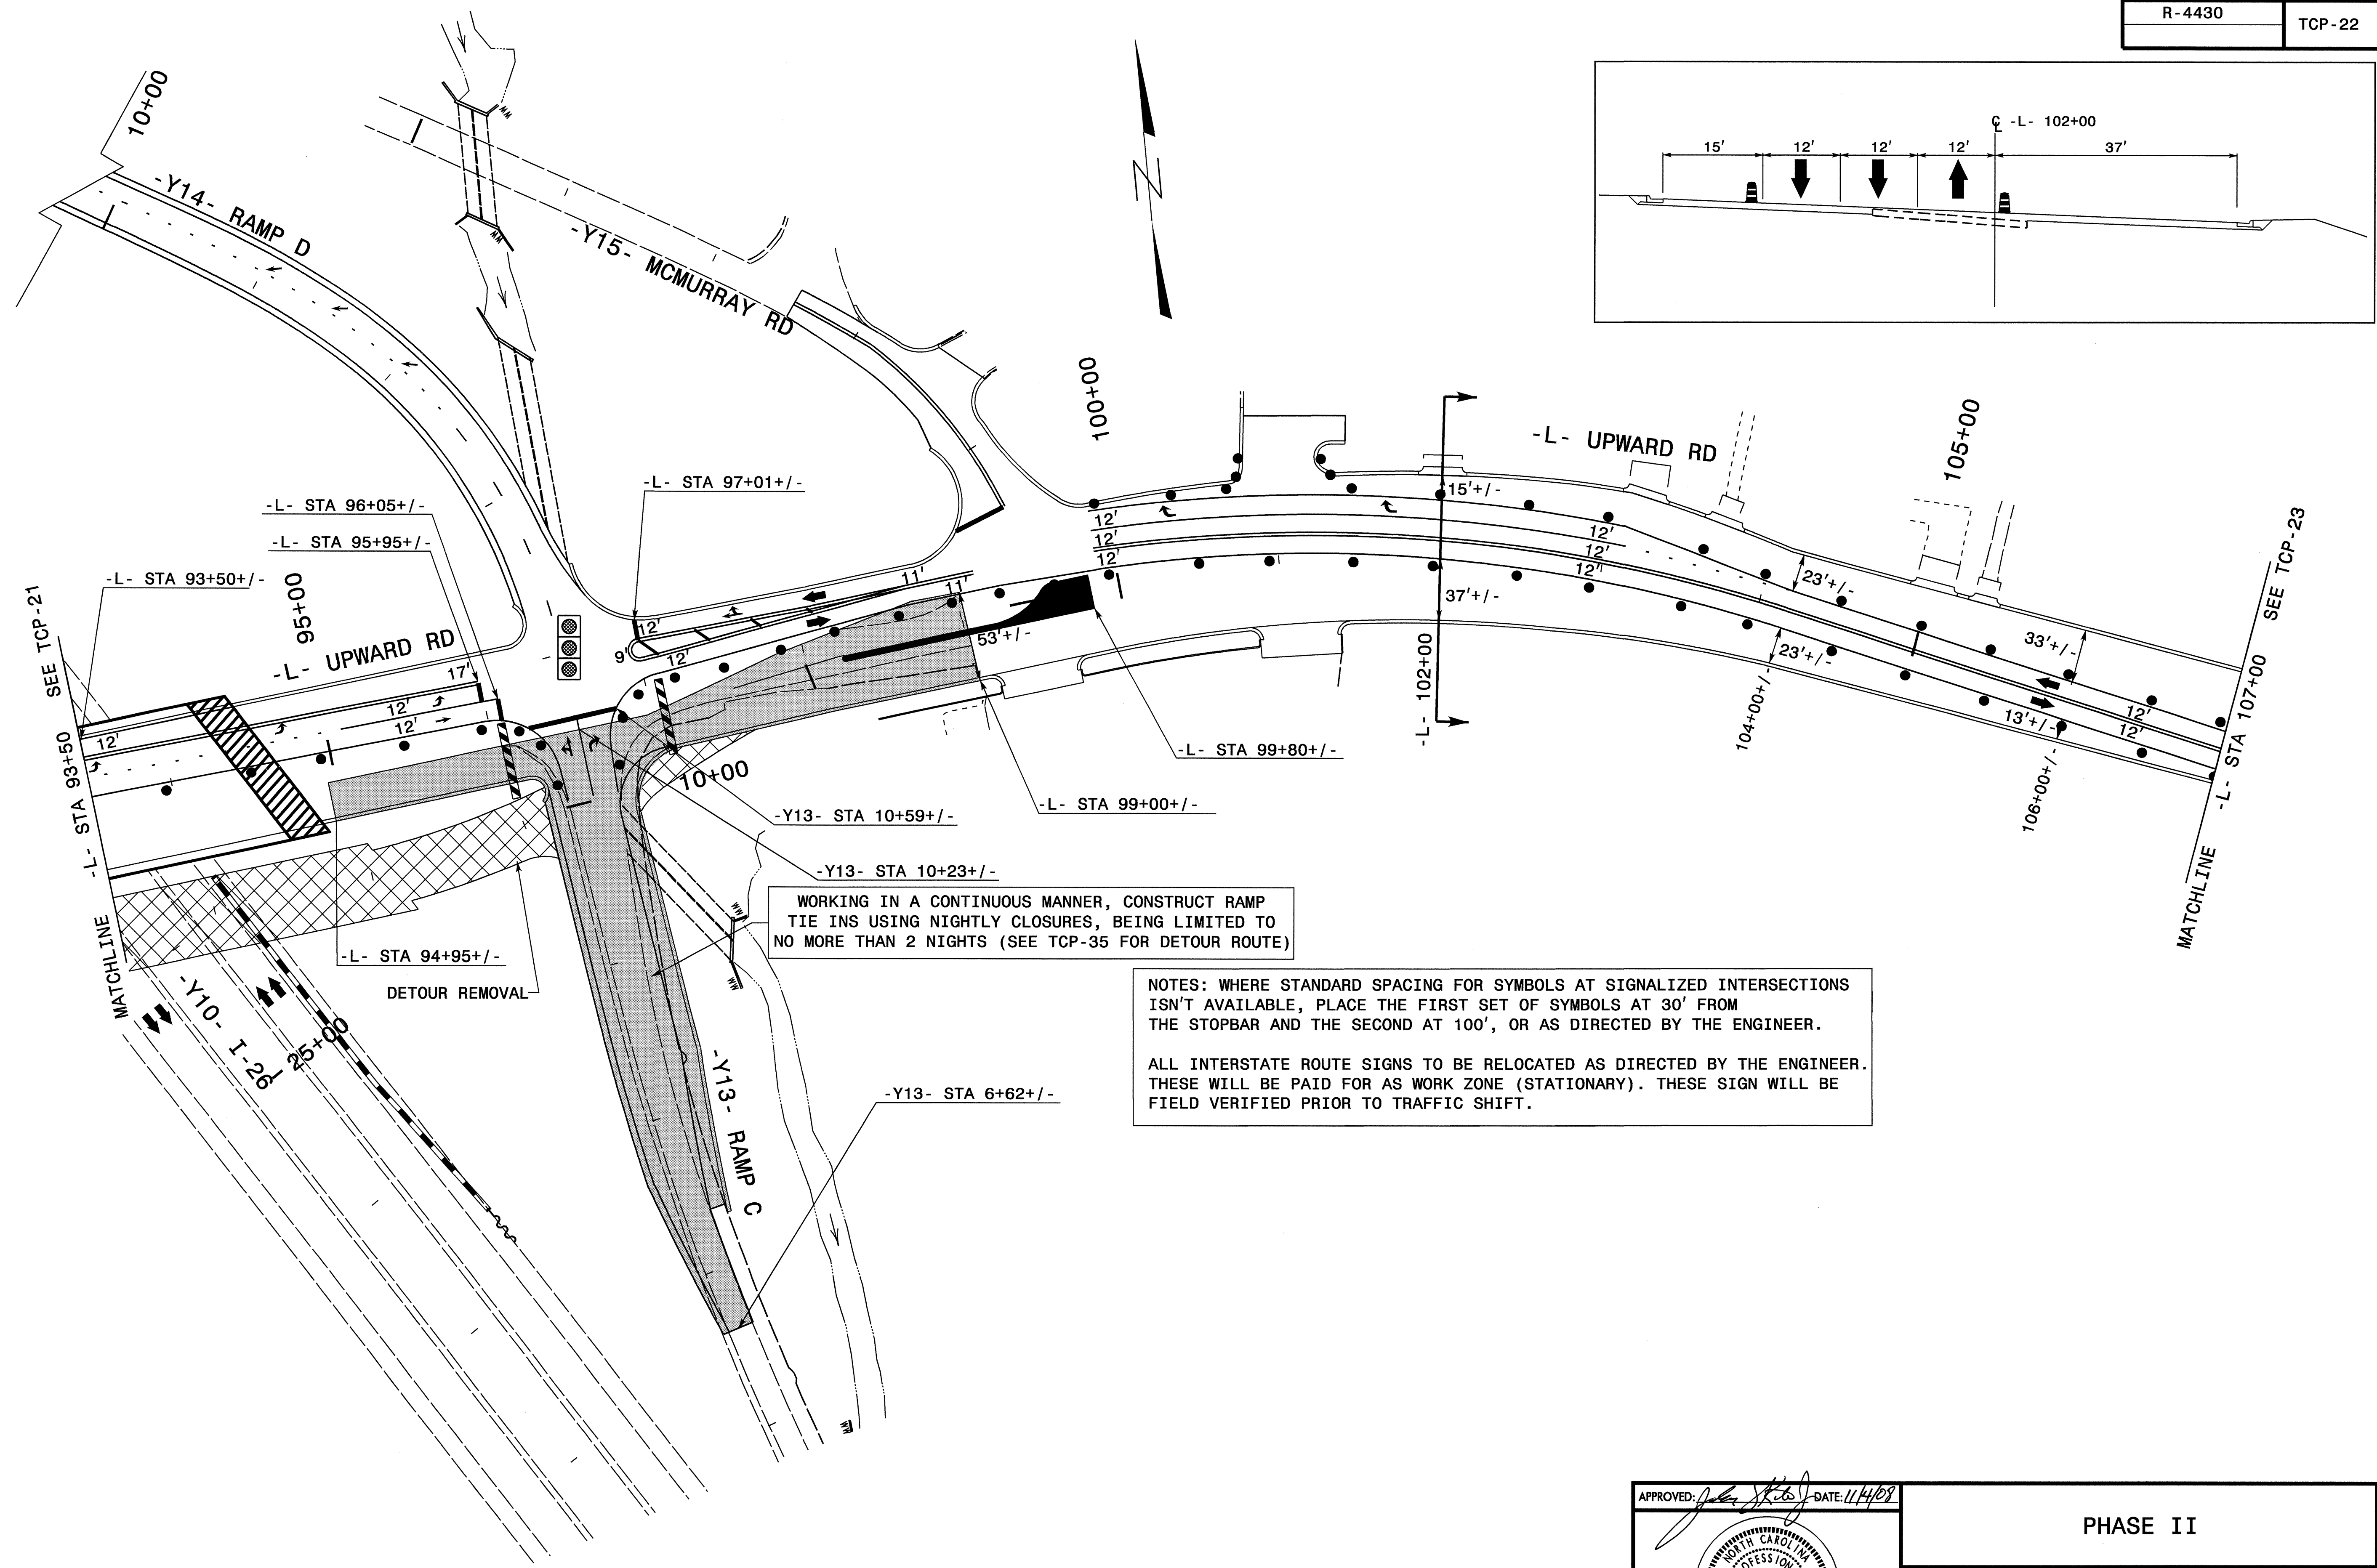 R-4430
TCP-22
℄ -L- 102+00
15'
12'
12'
12'
37'
10+00
-Y14- RAMP D
-Y15- MCMURRAY RD
N
100+00
-L- UPWARD RD
105+00
-L- STA 97+01+/-
-L- STA 96+05+/-
-L- STA 95+95+/-
-L- STA 93+50+/-
95+00
-L- UPWARD RD
17'
12'
12'
12'
12'
9'
12'
11'
11'
53'+/-
12'
12'
12'
15'+/-
37'+/-
-L- 102+00
12'
12'
12'
23'+/-
23'+/-
33'+/-
13'+/-
12'
12'
104+00+/-
106+00+/-
SEE TCP-21
-L- STA 93+50
MATCHLINE
SEE TCP-23
-L- STA 107+00
MATCHLINE
10+00
-L- STA 99+80+/-
-L- STA 99+00+/-
-Y13- STA 10+59+/-
-Y13- STA 10+23+/-
WORKING IN A CONTINUOUS MANNER, CONSTRUCT RAMP
TIE INS USING NIGHTLY CLOSURES, BEING LIMITED TO
NO MORE THAN 2 NIGHTS (SEE TCP-35 FOR DETOUR ROUTE)
-L- STA 94+95+/-
DETOUR REMOVAL
-Y10- I-26
25+00
-Y13- RAMP C
-Y13- STA 6+62+/-
NOTES: WHERE STANDARD SPACING FOR SYMBOLS AT SIGNALIZED INTERSECTIONS
ISN'T AVAILABLE, PLACE THE FIRST SET OF SYMBOLS AT 30' FROM
THE STOPBAR AND THE SECOND AT 100', OR AS DIRECTED BY THE ENGINEER.
ALL INTERSTATE ROUTE SIGNS TO BE RELOCATED AS DIRECTED BY THE ENGINEER.
THESE WILL BE PAID FOR AS WORK ZONE (STATIONARY). THESE SIGN WILL BE
FIELD VERIFIED PRIOR TO TRAFFIC SHIFT.
APPROVED: DATE: 11/4/08
NORTH CAROLINA
PHASE II